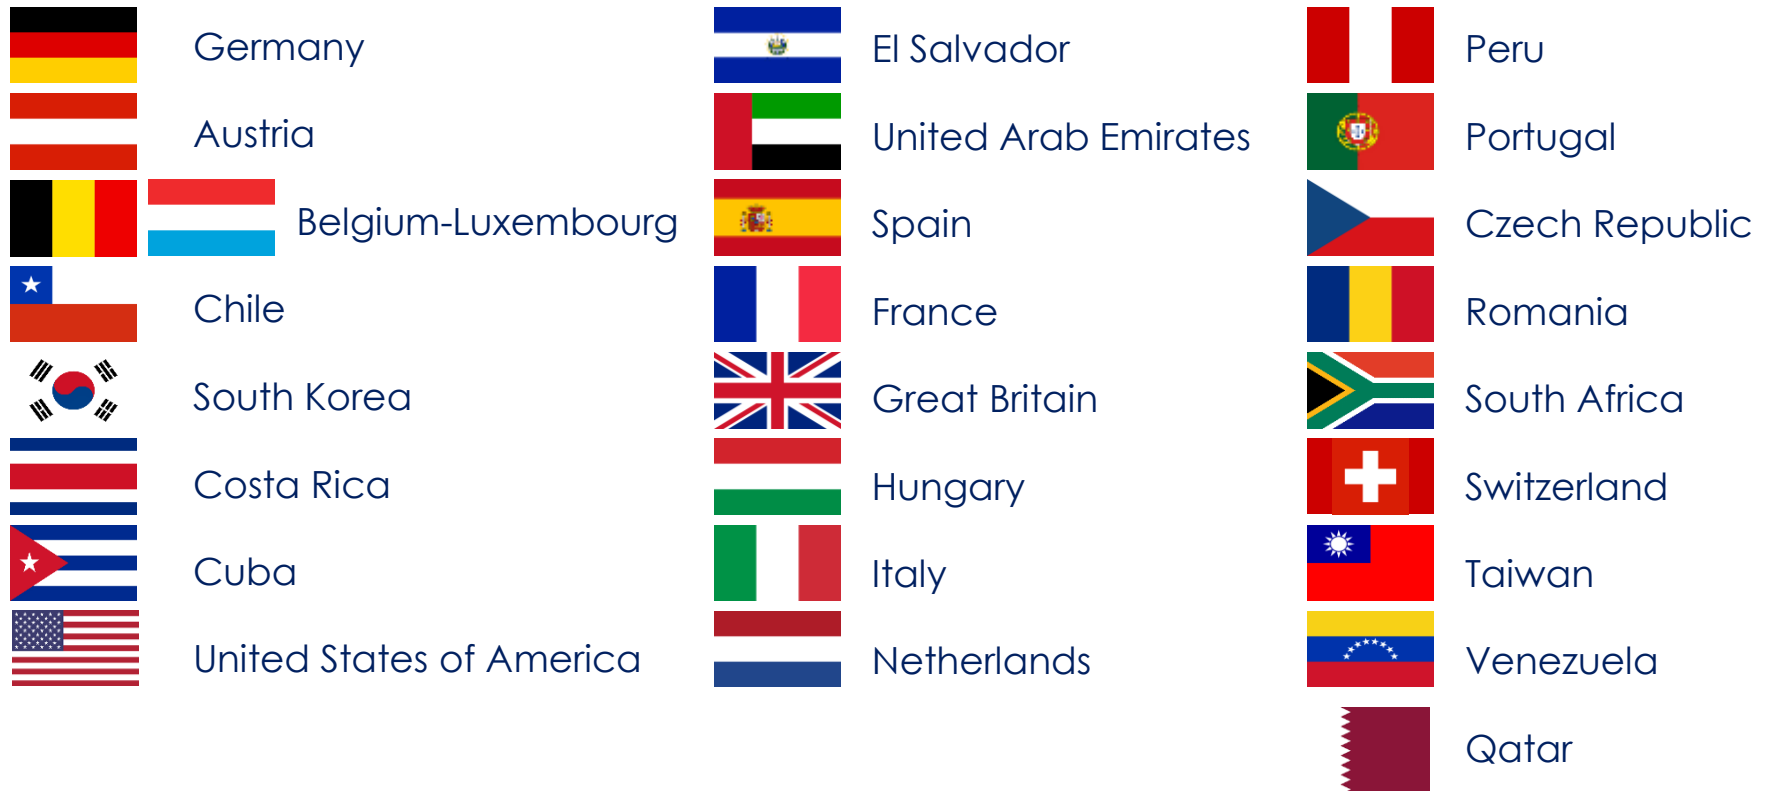 Germany
Austria
Belgium-Luxembourg
Chile
South Korea
Costa Rica
Cuba
United States of America
El Salvador
United Arab Emirates
Spain
France
Great Britain
Hungary
Italy
Netherlands
Peru
Portugal
Czech Republic
Romania
South Africa
Switzerland
Taiwan
Venezuela
Qatar